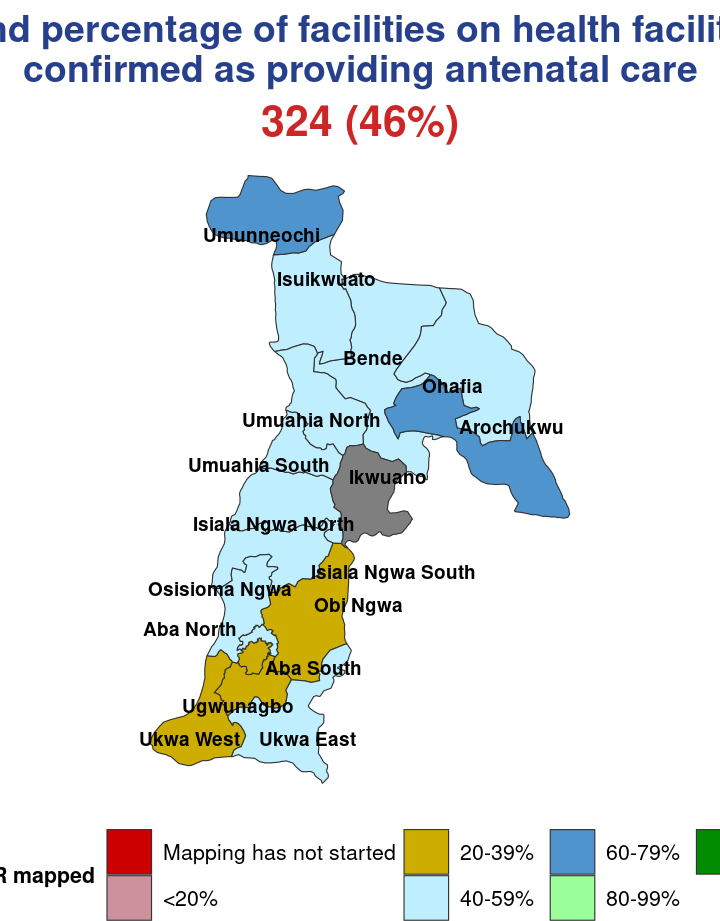 percentage of facilities on health
confirmed as providing antenatal care
324 (46%)
Umunneochi
Isuikwuato
Bende
Ohafia
Umuahia North
Arochukwu
Umuahia South
Ikwuano
Isiala Ngwa North
Isiala Ngwa South
Osisioma Ngwa
Obi Ngwa
Aba North
Aba South
Ugwunagbo
Ukwa West
Ukwa East
mapped
Mapping has not started
<20%
20-39%
40-59%
60-79%
80-99%